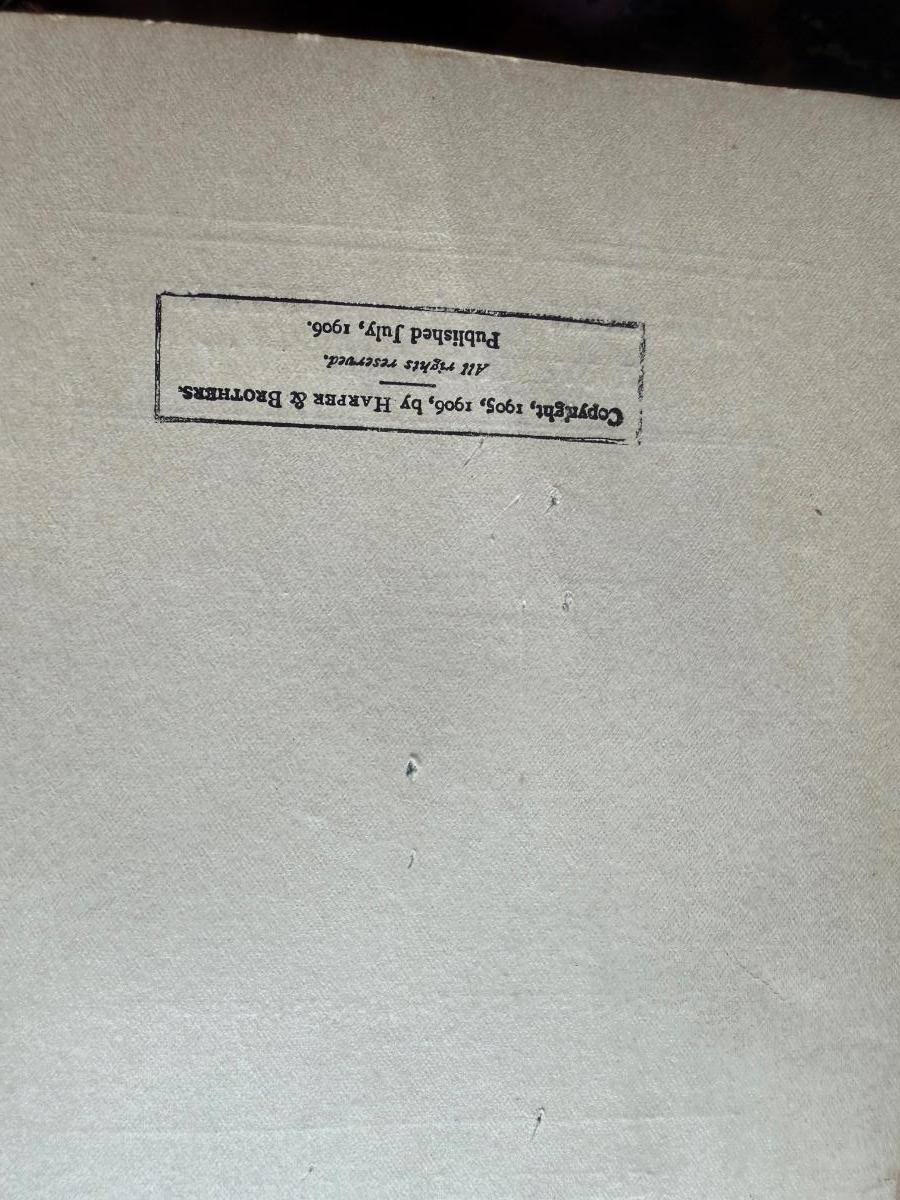 Copyright, 1905, 1906, by HARPER & BROTHERS.
All rights reserved.
Published July, 1906.